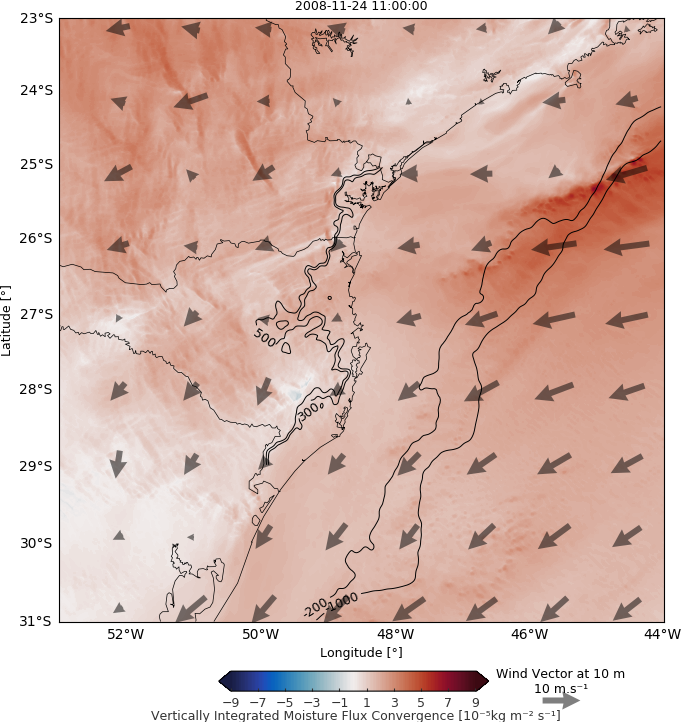 2008-11-24 11:00:00
23°S
24°S
25°S
26°S
27°S
28°S
29°S
30°S
31°S
Latitude [°]
500
300
-200
-1000
52°W 50°W 48°W 46°W 44°W
Longitude [°]
−9 −7 −5 −3 −1 1 3 5 7 9
Vertically Integrated Moisture Flux Convergence [10⁻⁵kg m⁻² s⁻¹]
Wind Vector at 10 m
10 m.s⁻¹